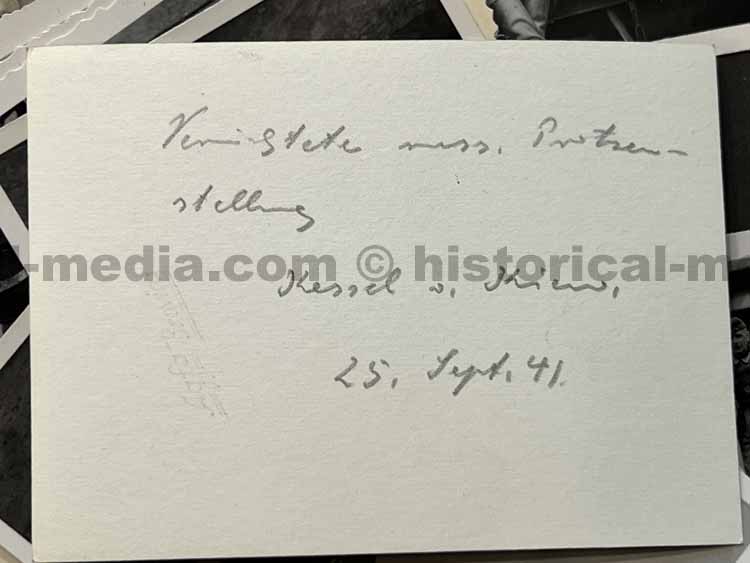 Vernichtete russ. Protzen-
stellung
l-media.com © historical-m
Kessel v. Kiew,
25. Sept. 41.